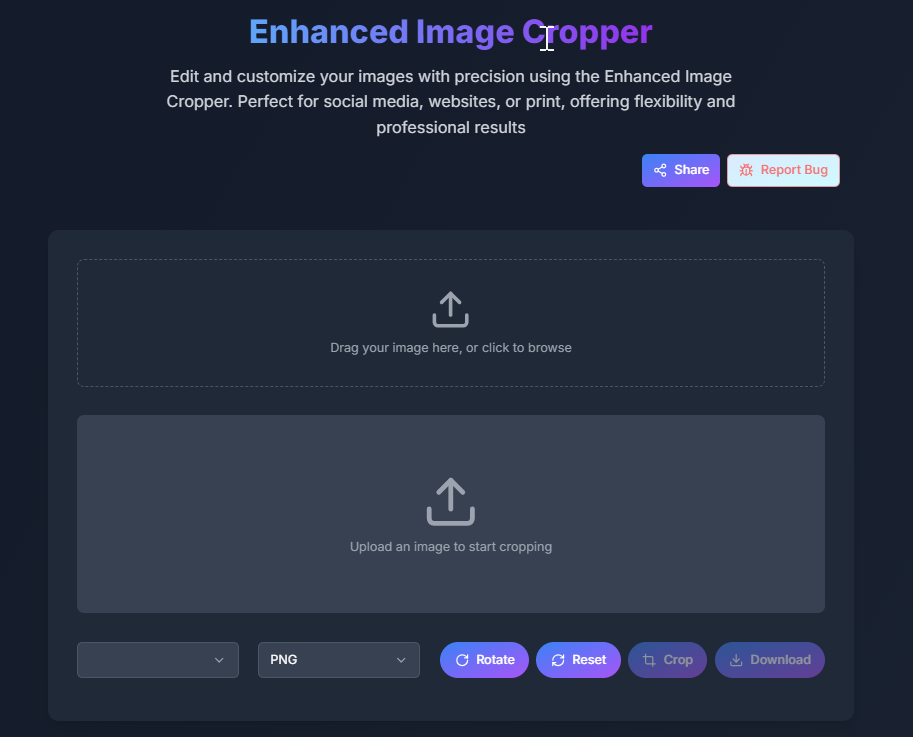 Enhanced Image Cropper
Edit and customize your images with precision using the Enhanced Image
Cropper. Perfect for social media, websites, or print, offering flexibility and
professional results
Share
Report Bug
Drag your image here, or click to browse
Upload an image to start cropping
PNG
Rotate
Reset
Crop
Download